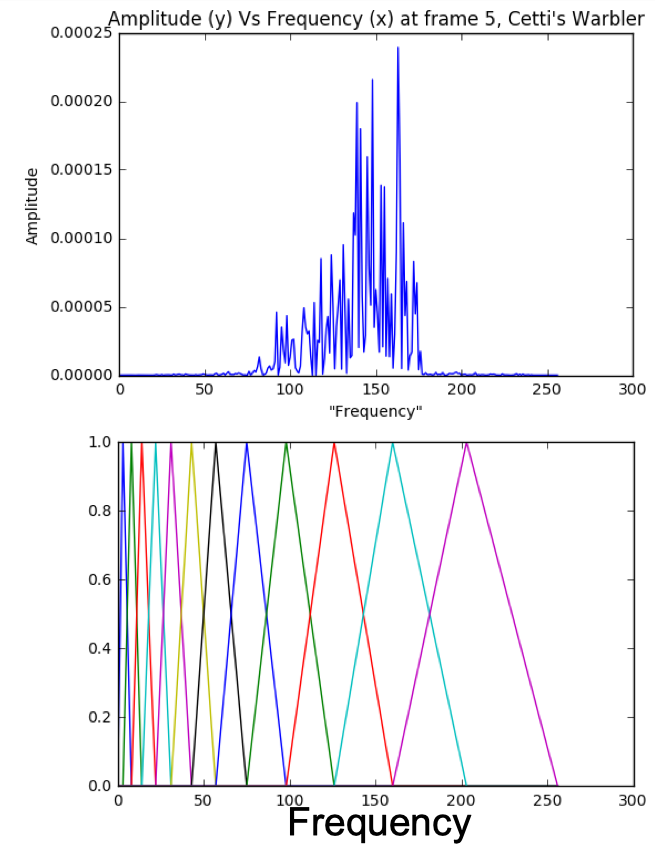 Amplitude (y) Vs Frequency (x) at frame 5, Cetti's Warbler
0.00025
0.00020
0.00015
0.00010
0.00005
0.00000
Amplitude
0 50 100 150 200 250 300
"Frequency"
1.0
0.8
0.6
0.4
0.2
0.0
0 50 100 150 200 250 300
Frequency